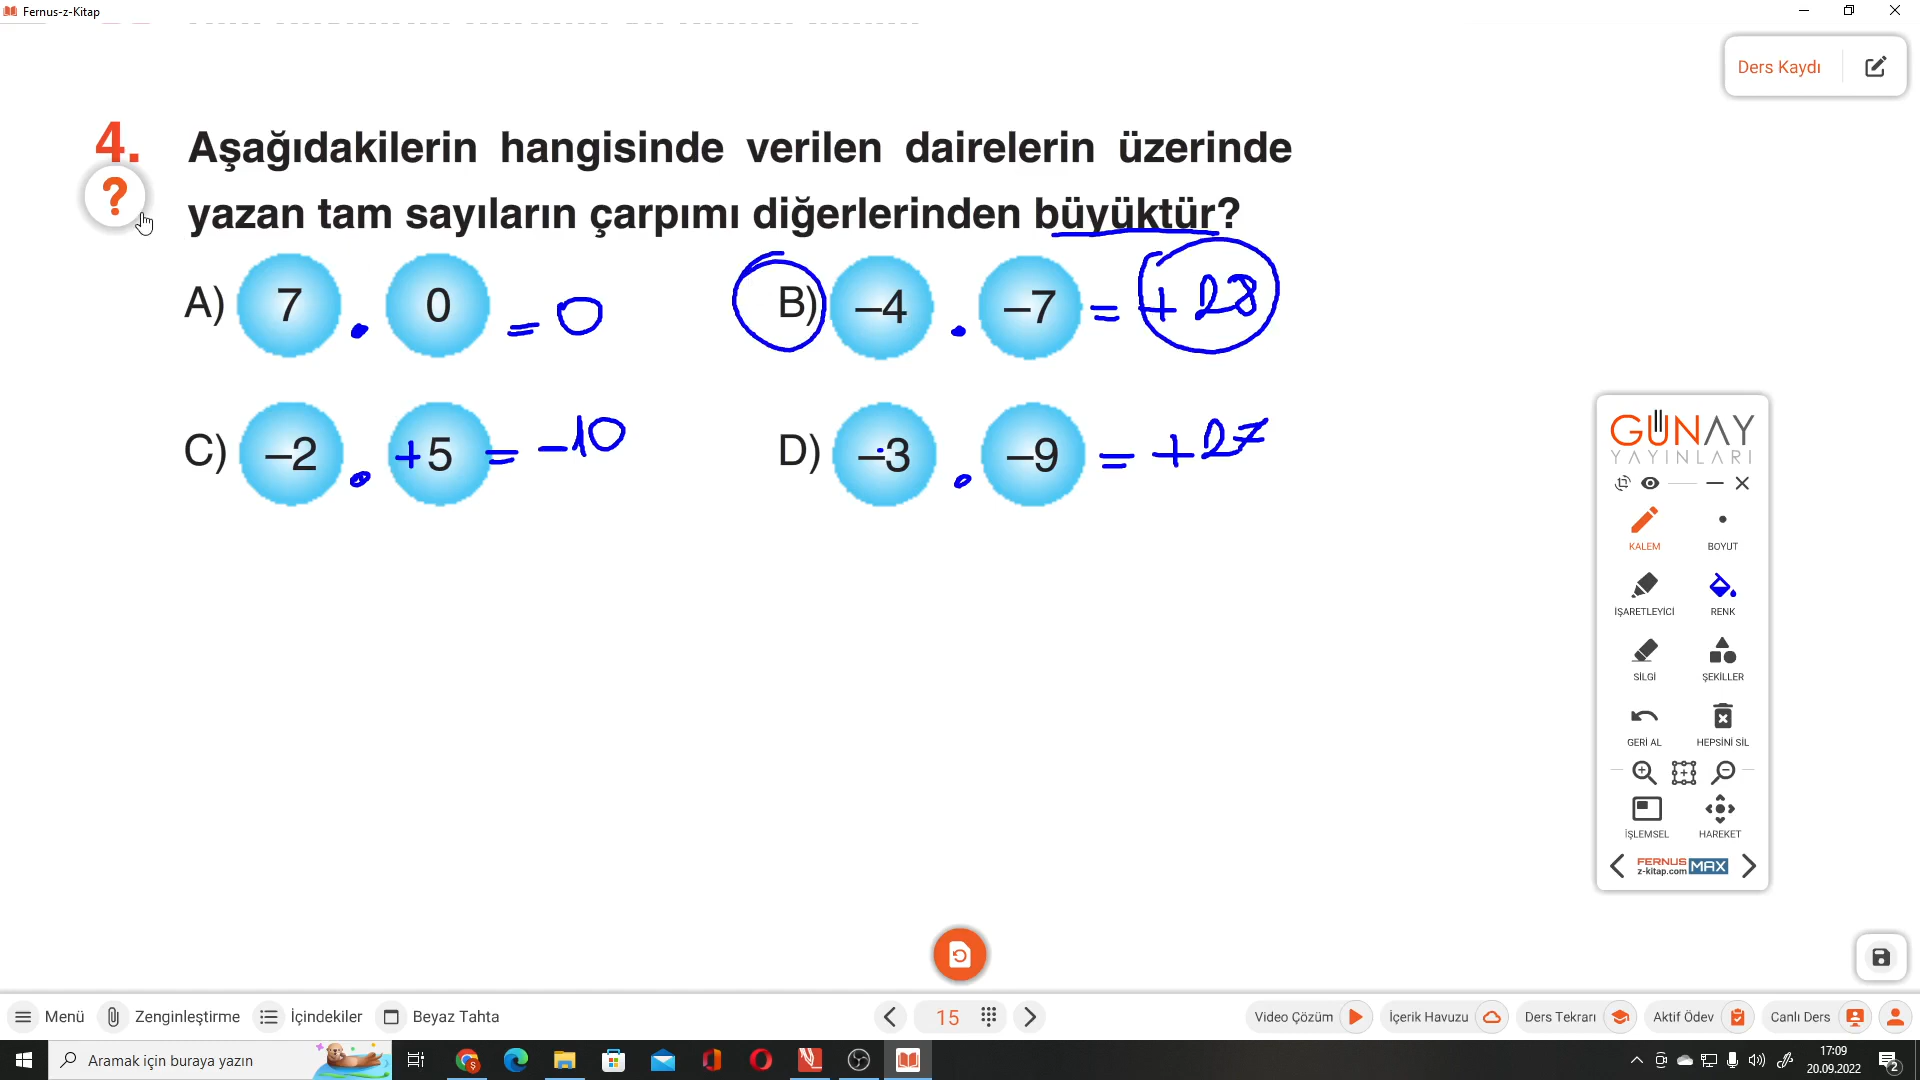 Fernus-z-Kitap
Ders Kaydı
4. Aşağıdakilerin hangisinde verilen dairelerin üzerinde
? yazan tam sayıların çarpımı diğerlerinden büyüktür?
A) 7 . 0 = 0
B) –4 . –7 = +28
C) –2 . +5 = –10
D) –3 . –9 = +27
GÜNAY
YAYINLARI
KALEM BOYUT
İŞARETLEYİCİ RENK
SİLGİ ŞEKİLLER
GERİ AL HEPSİNİ SİL
İŞLEMSEL HAREKET
FERNUS MAX
z-kitap.com
Menü Zenginleştirme İçindekiler Beyaz Tahta 15 Video Çözüm İçerik Havuzu Ders Tekrarı Aktif Ödev Canlı Ders
Aramak için buraya yazın
17:09
20.09.2022
2